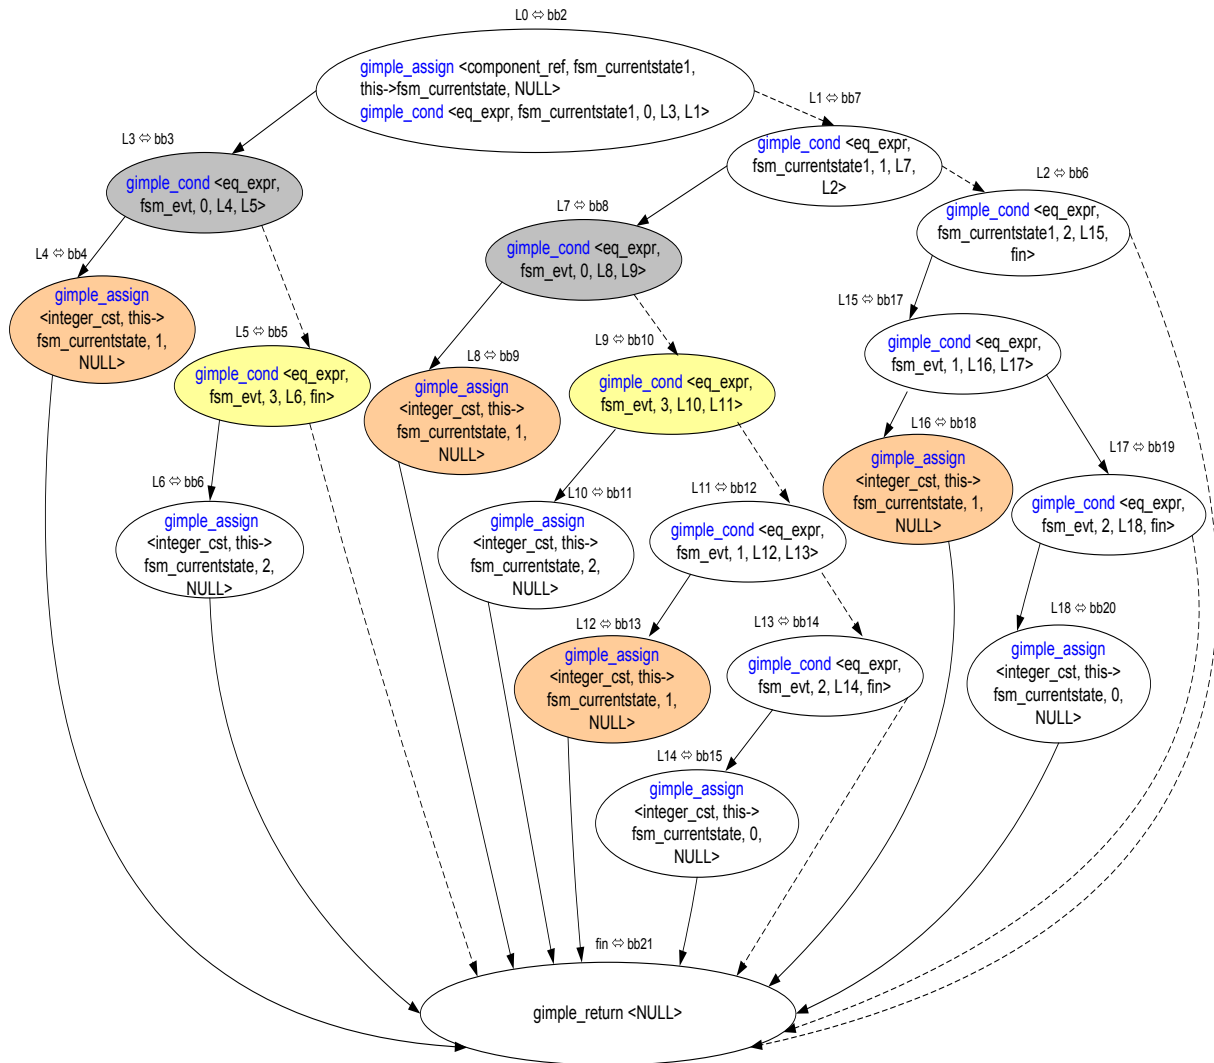 L0 ⇔ bb2
gimple_assign <component_ref, fsm_currentstate1,
this->fsm_currentstate, NULL>
gimple_cond <eq_expr, fsm_currentstate1, 0, L3, L1>
L1 ⇔ bb7
gimple_cond <eq_expr,
fsm_currentstate1, 1, L7,
L2>
L3 ⇔ bb3
gimple_cond <eq_expr,
fsm_evt, 0, L4, L5>
L2 ⇔ bb6
gimple_cond <eq_expr,
fsm_currentstate1, 2, L15,
fin>
L7 ⇔ bb8
gimple_cond <eq_expr,
fsm_evt, 0, L8, L9>
L4 ⇔ bb4
gimple_assign
<integer_cst, this->
fsm_currentstate, 1,
NULL>
L5 ⇔ bb5
gimple_cond <eq_expr,
fsm_evt, 3, L6, fin>
L8 ⇔ bb9
gimple_assign
<integer_cst, this->
fsm_currentstate, 1,
NULL>
L9 ⇔ bb10
gimple_cond <eq_expr,
fsm_evt, 3, L10, L11>
L15 ⇔ bb17
gimple_cond <eq_expr,
fsm_evt, 1, L16, L17>
L16 ⇔ bb18
gimple_assign
<integer_cst, this->
fsm_currentstate, 1,
NULL>
L17 ⇔ bb19
gimple_cond <eq_expr,
fsm_evt, 2, L18, fin>
L6 ⇔ bb6
gimple_assign
<integer_cst, this->
fsm_currentstate, 2,
NULL>
L10 ⇔ bb11
gimple_assign
<integer_cst, this->
fsm_currentstate, 2,
NULL>
L11 ⇔ bb12
gimple_cond <eq_expr,
fsm_evt, 1, L12, L13>
L12 ⇔ bb13
gimple_assign
<integer_cst, this->
fsm_currentstate, 1,
NULL>
L13 ⇔ bb14
gimple_cond <eq_expr,
fsm_evt, 2, L14, fin>
L18 ⇔ bb20
gimple_assign
<integer_cst, this->
fsm_currentstate, 0,
NULL>
L14 ⇔ bb15
gimple_assign
<integer_cst, this->
fsm_currentstate, 0,
NULL>
fin ⇔ bb21
gimple_return <NULL>